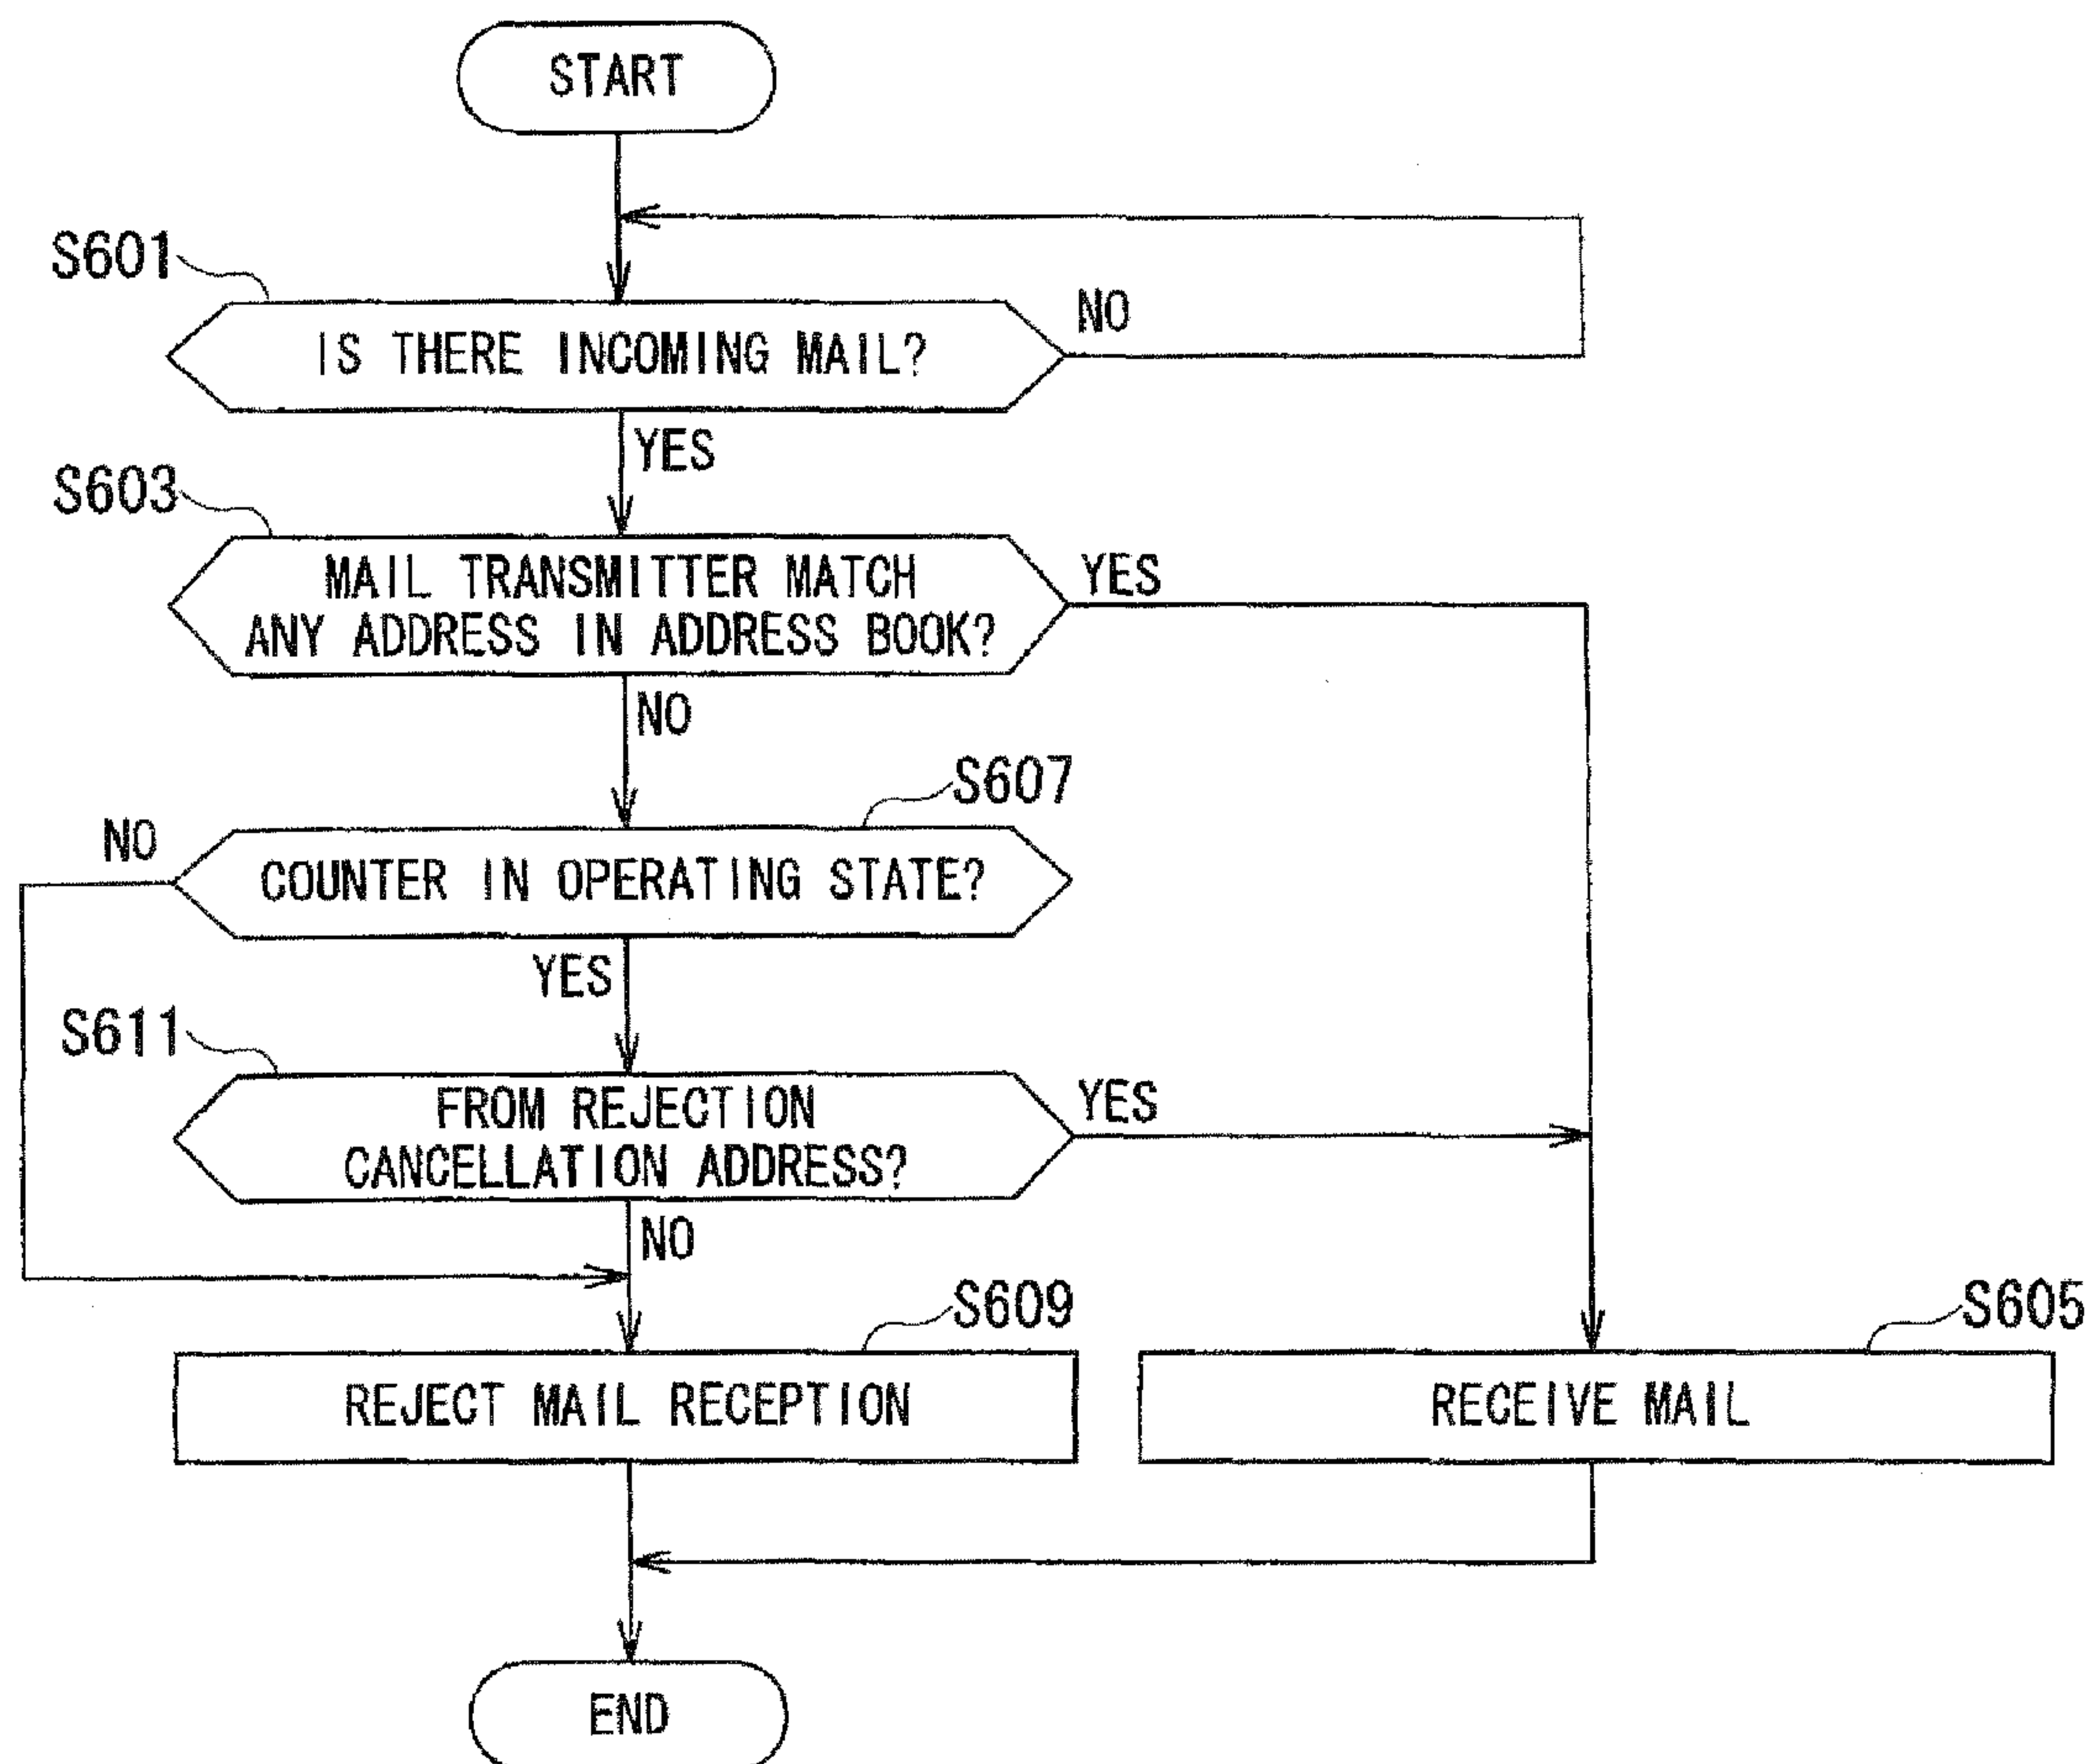 START
S601
IS THERE INCOMING MAIL?
NO
YES
S603
MAIL TRANSMITTER MATCH
ANY ADDRESS IN ADDRESS BOOK?
YES
NO
S607
NO
COUNTER IN OPERATING STATE?
YES
S611
FROM REJECTION
CANCELLATION ADDRESS?
YES
NO
S609
S605
REJECT MAIL RECEPTION
RECEIVE MAIL
END